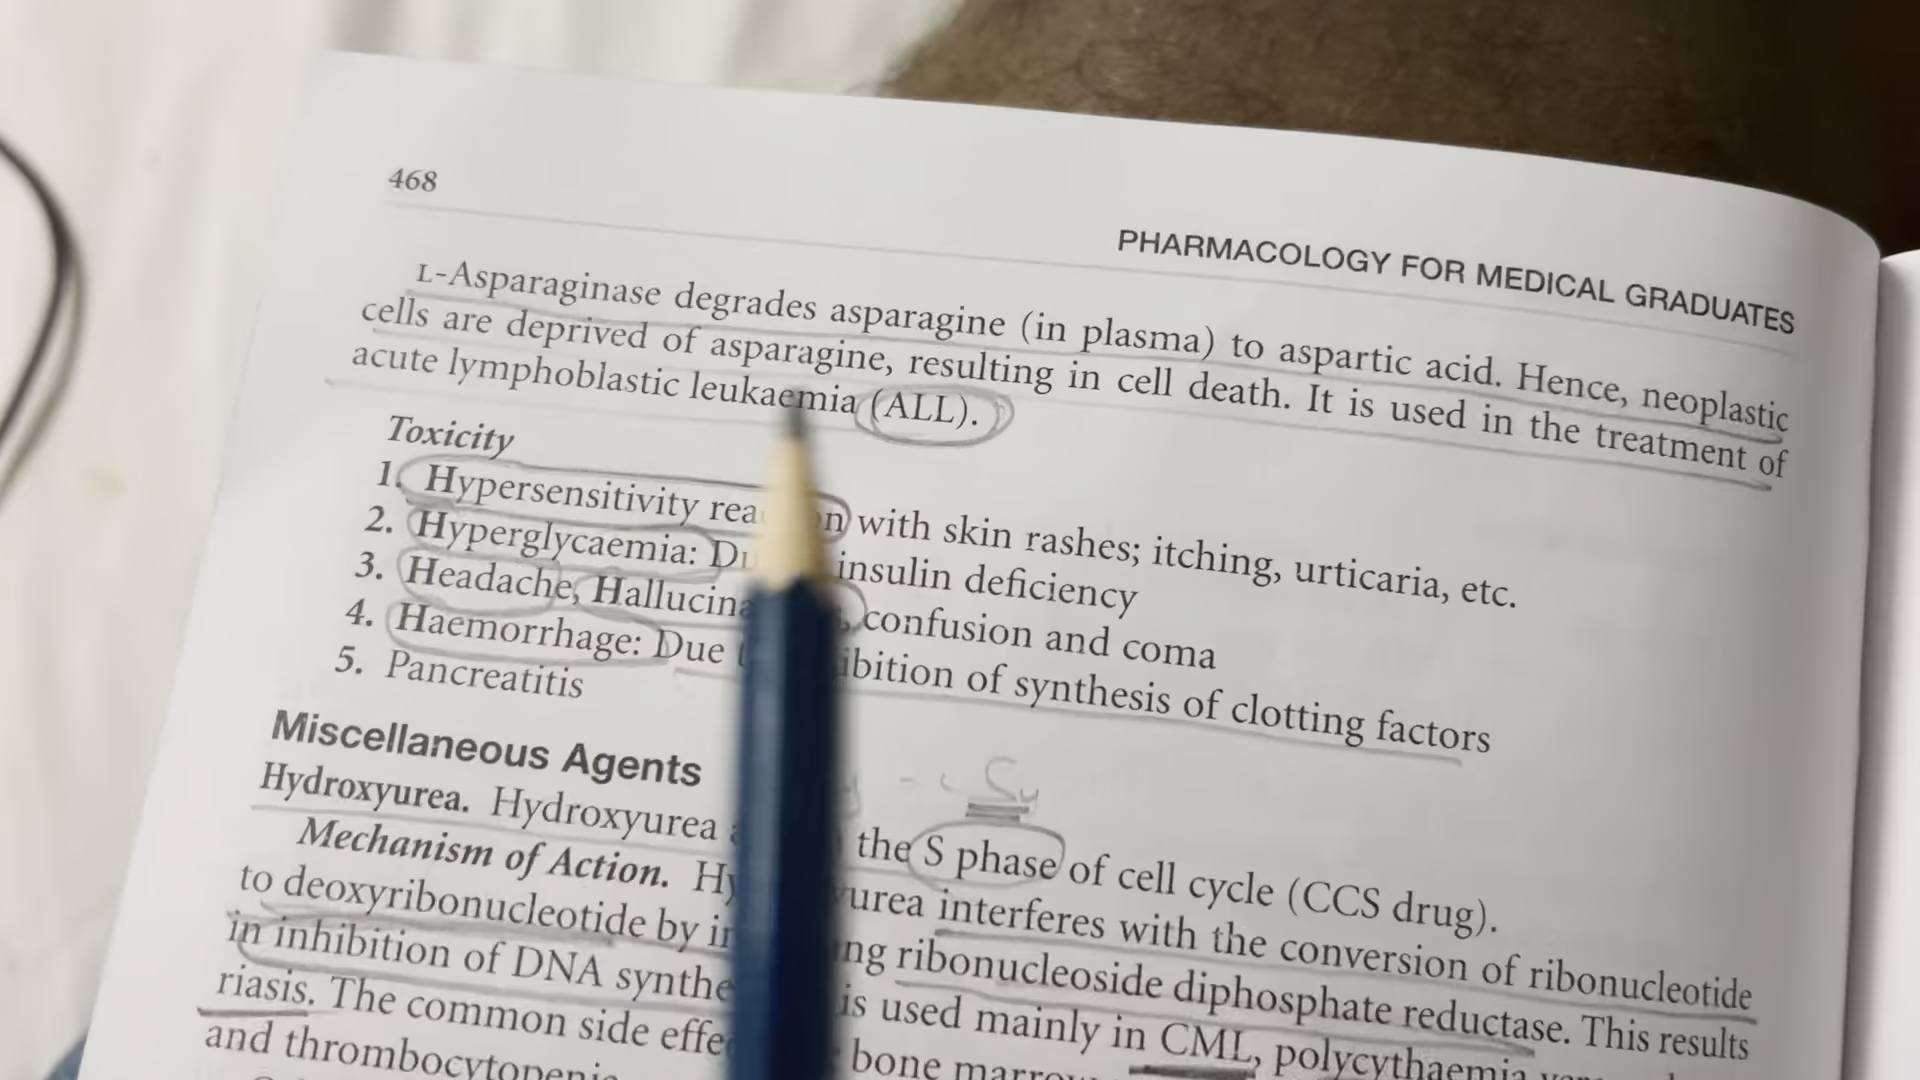 468
PHARMACOLOGY FOR MEDICAL GRADUATES
L-Asparaginase degrades asparagine (in plasma) to aspartic acid. Hence, neoplastic
cells are deprived of asparagine, resulting in cell death. It is used in the treatment of
acute lymphoblastic leukaemia (ALL).
Toxicity
1. Hypersensitivity with skin rashes; itching, urticaria, etc.
2. Hyperglycaemia: insulin deficiency
3. Headache, confusion and coma
4. Haemorrhage: Due of synthesis of clotting factors
5. Pancreatitis
Miscellaneous Agents
Hydroxyurea. Hydroxyurea the S phase of cell cycle (CCS drug).
Mechanism of Action. interferes with the conversion of ribonucleotide
to deoxyribonucleotide by ribonucleoside diphosphate reductase. This results
in inhibition of DNA is used mainly in CML, polycythaemia
riasis. The common side bone marrow
and